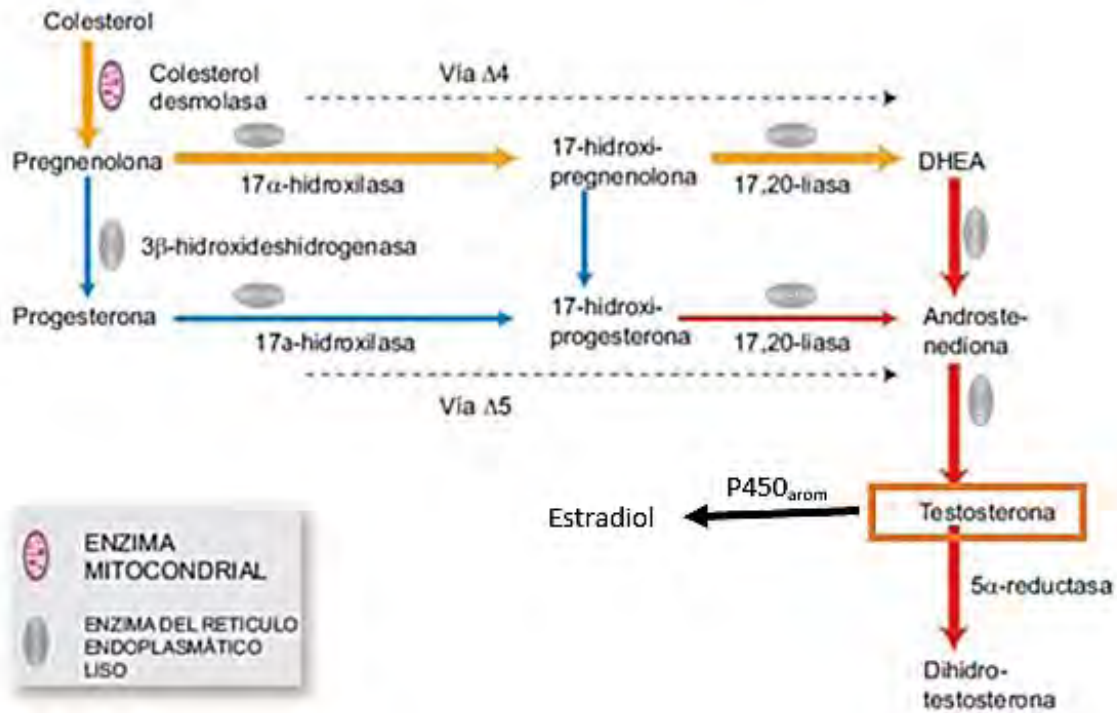 Colesterol
Colesterol
desmolasa
Vía Δ4
Pregnenolona
17α-hidroxilasa
17-hidroxi-
pregnenolona
17,20-liasa
DHEA
3β-hidroxideshidrogenasa
Progesterona
17a-hidroxilasa
17-hidroxi-
progesterona
17,20-liasa
Androste-
nediona
Vía Δ5
P450arom
Estradiol
Testosterona
5α-reductasa
Dihidro-
testosterona
ENZIMA
MITOCONDRIAL
ENZIMA DEL RETICULO
ENDOPLASMÀTICO
LISO